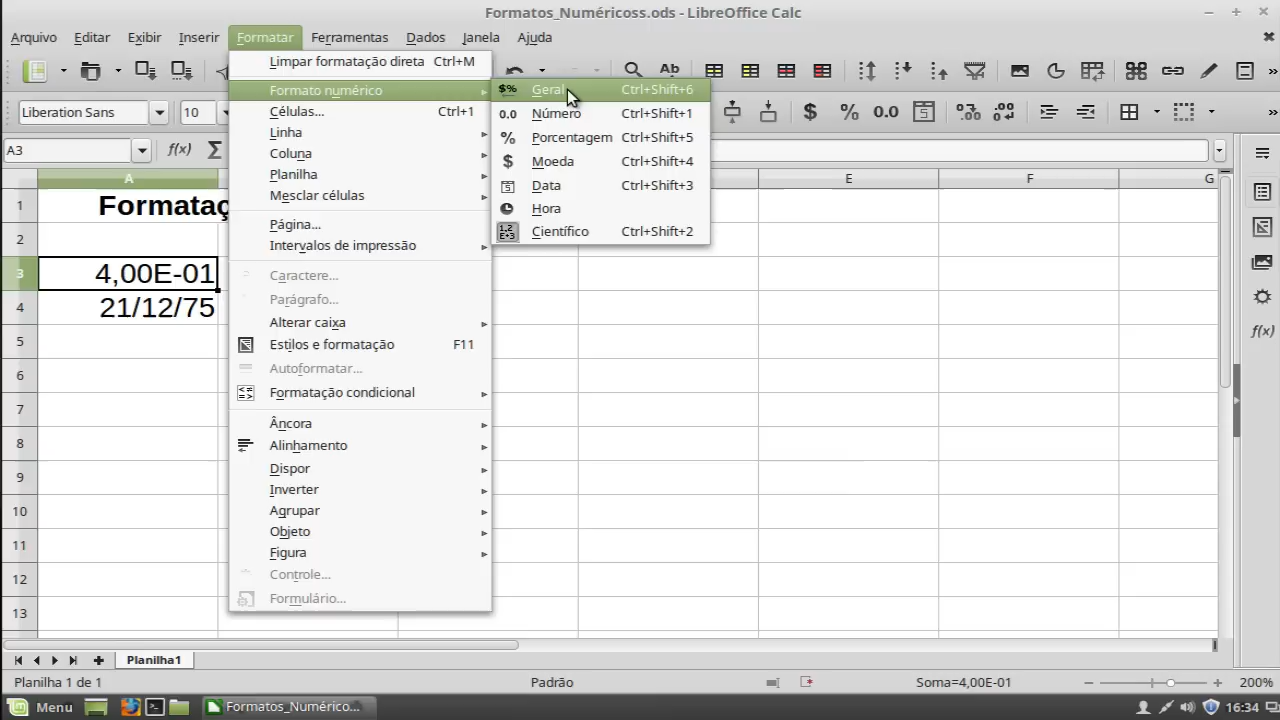 Formatos_Numéricoss.ods - LibreOffice Calc
Arquivo Editar Exibir Inserir Formatar Ferramentas Dados Janela Ajuda
Limpar formatação direta Ctrl+M
Formato numérico
Células... Ctrl+1
Linha
Coluna
Planilha
Mesclar células
Página...
Intervalos de impressão
Caractere...
Parágrafo...
Alterar caixa
Estilos e formatação F11
Autoformatar...
Formatação condicional
Âncora
Alinhamento
Dispor
Inverter
Agrupar
Objeto
Figura
Controle...
Formulário...
Geral Ctrl+Shift+6
Número Ctrl+Shift+1
Porcentagem Ctrl+Shift+5
Moeda Ctrl+Shift+4
Data Ctrl+Shift+3
Hora
Científico Ctrl+Shift+2
Liberation Sans 10
A3 f(x) Σ
A E F G
1 Formataç
2
3 4,00E-01
4 21/12/75
5
6
7
8
9
10
11
12
13
Planilha1
Planilha 1 de 1 Padrão Soma=4,00E-01 200%
Menu Formatos_Numérico... 16:34